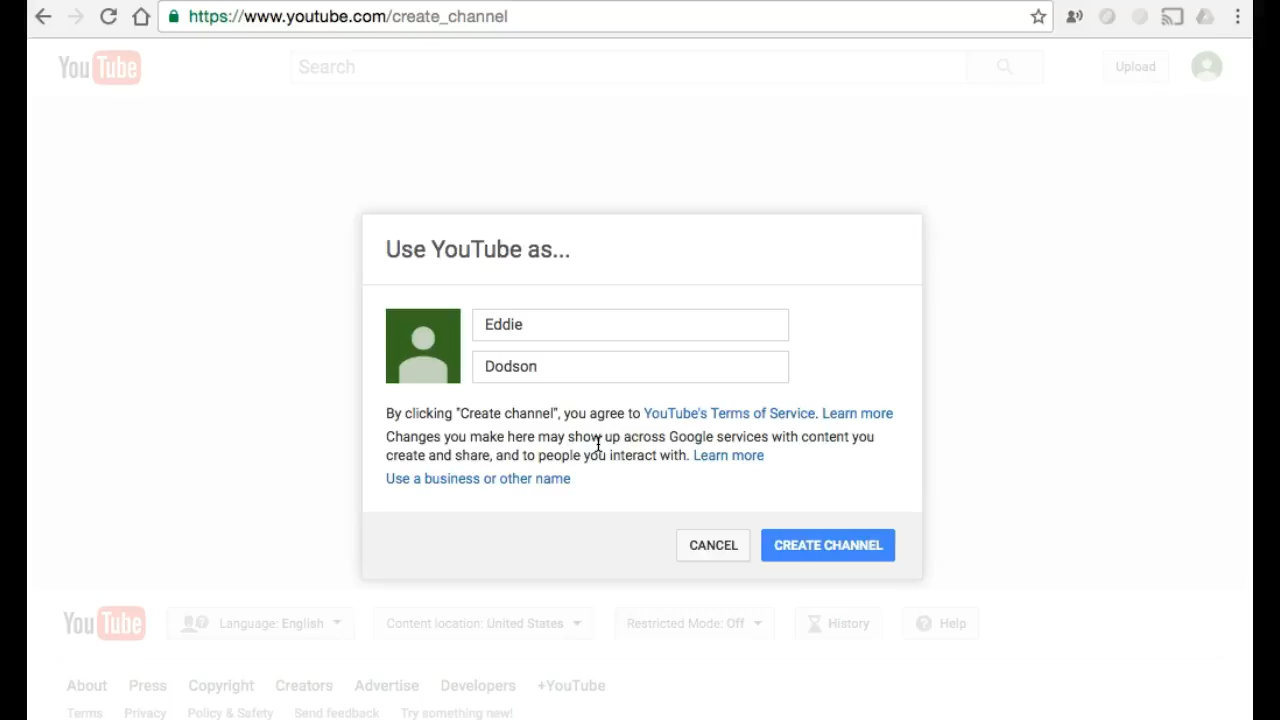 https://www.youtube.com/create_channel
YouTube
Search
Upload
Use YouTube as...
Eddie
Dodson
By clicking "Create channel", you agree to YouTube's Terms of Service. Learn more
Changes you make here may show up across Google services with content you
create and share, and to people you interact with. Learn more
Use a business or other name
CANCEL
CREATE CHANNEL
YouTube
Language: English
Content location: United States
Restricted Mode: Off
History
Help
About Press Copyright Creators Advertise Developers +YouTube
Terms Privacy Policy & Safety Send feedback Try something new!